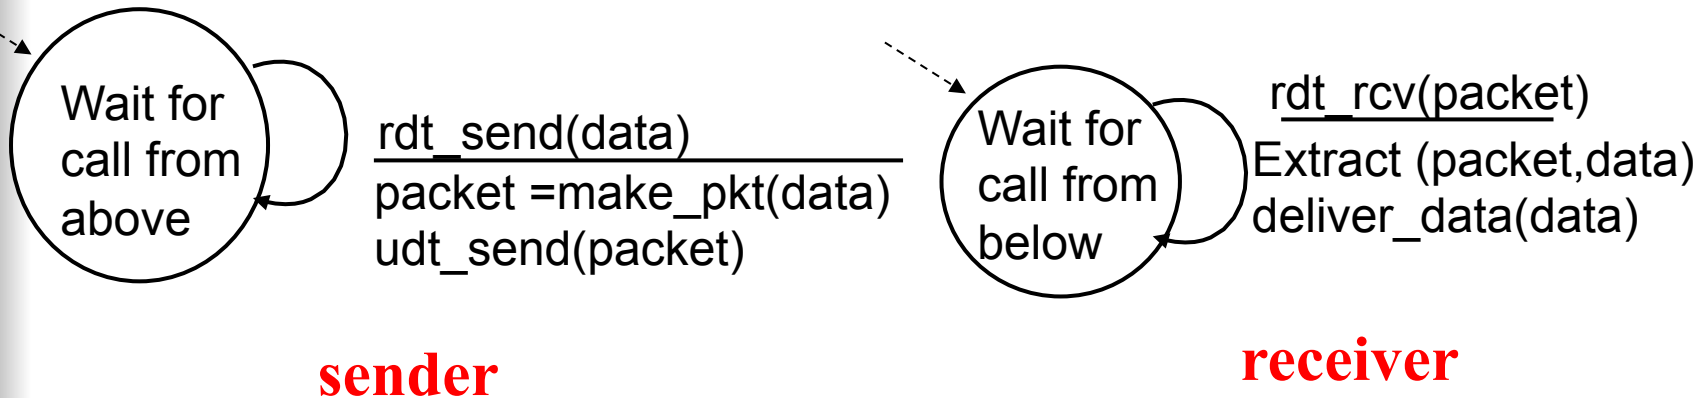 Wait for
call from
above
rdt_send(data)
packet =make_pkt(data)
udt_send(packet)
sender
Wait for
call from
below
rdt_rcv(packet)
Extract (packet,data)
deliver_data(data)
receiver